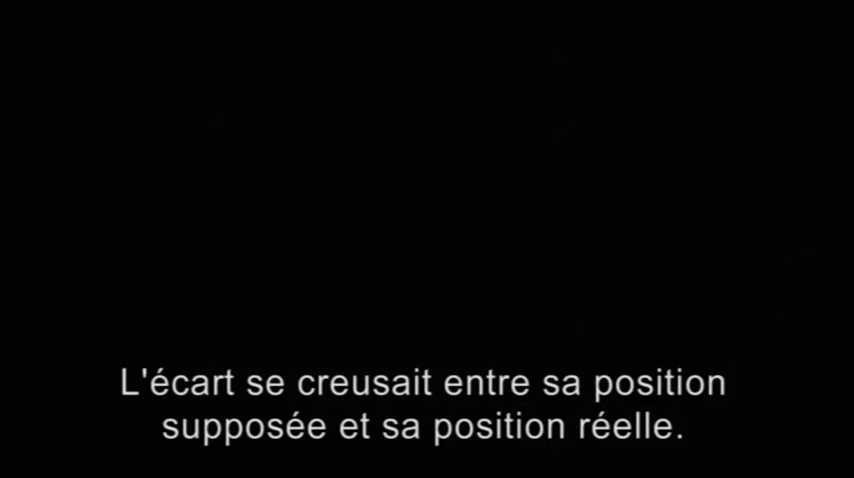 L'écart se creusait entre sa position
supposée et sa position réelle.